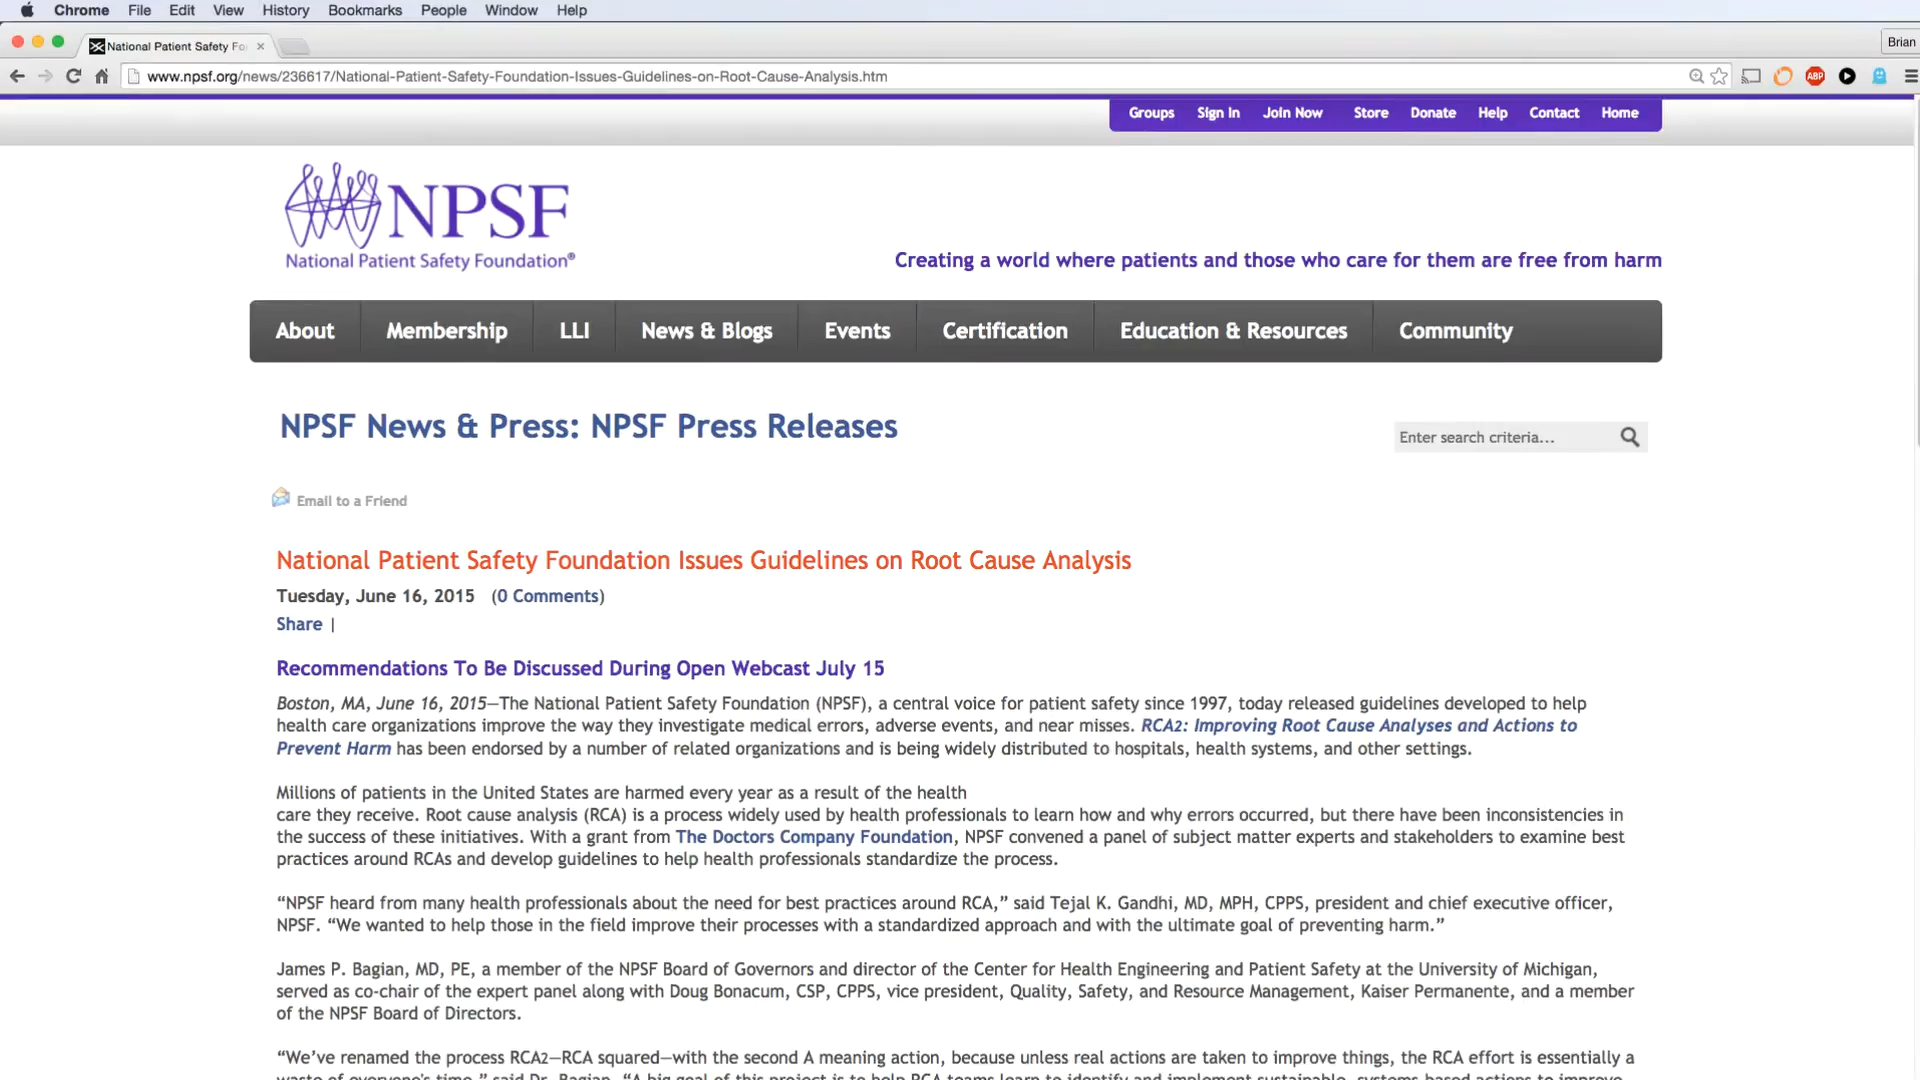 Chrome File Edit View History Bookmarks People Window Help
National Patient Safety Fo
Brian
www.npsf.org/news/236617/National-Patient-Safety-Foundation-Issues-Guidelines-on-Root-Cause-Analysis.htm
ABP
Groups Sign In Join Now Store Donate Help Contact Home
NPSF
National Patient Safety Foundation®
Creating a world where patients and those who care for them are free from harm
About Membership LLI News & Blogs Events Certification Education & Resources Community
NPSF News & Press: NPSF Press Releases
Enter search criteria...
Email to a Friend
National Patient Safety Foundation Issues Guidelines on Root Cause Analysis
Tuesday, June 16, 2015 (0 Comments)
Share |
Recommendations To Be Discussed During Open Webcast July 15
Boston, MA, June 16, 2015—The National Patient Safety Foundation (NPSF), a central voice for patient safety since 1997, today released guidelines developed to help
health care organizations improve the way they investigate medical errors, adverse events, and near misses. RCA2: Improving Root Cause Analyses and Actions to
Prevent Harm has been endorsed by a number of related organizations and is being widely distributed to hospitals, health systems, and other settings.
Millions of patients in the United States are harmed every year as a result of the health
care they receive. Root cause analysis (RCA) is a process widely used by health professionals to learn how and why errors occurred, but there have been inconsistencies in
the success of these initiatives. With a grant from The Doctors Company Foundation, NPSF convened a panel of subject matter experts and stakeholders to examine best
practices around RCAs and develop guidelines to help health professionals standardize the process.
“NPSF heard from many health professionals about the need for best practices around RCA,” said Tejal K. Gandhi, MD, MPH, CPPS, president and chief executive officer,
NPSF. “We wanted to help those in the field improve their processes with a standardized approach and with the ultimate goal of preventing harm.”
James P. Bagian, MD, PE, a member of the NPSF Board of Governors and director of the Center for Health Engineering and Patient Safety at the University of Michigan,
served as co-chair of the expert panel along with Doug Bonacum, CSP, CPPS, vice president, Quality, Safety, and Resource Management, Kaiser Permanente, and a member
of the NPSF Board of Directors.
“We’ve renamed the process RCA2—RCA squared—with the second A meaning action, because unless real actions are taken to improve things, the RCA effort is essentially a
waste of everyone's time,” said Dr. Bagian. “A big goal of this project is to help RCA teams learn to identify and implement sustainable, systems-based actions to improve